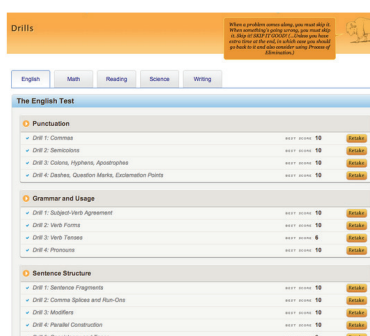 Drills
When a problem comes along, you must skip it.
When something's going wrong, you must skip
it. Skip it! SKIP IT GOOD! (...Unless you have
extra time at the end, in which case you should
go back to it and also consider using Process of
Elimination.)
English Math Reading Science Writing
The English Test
Punctuation
Drill 1: Commas BEST SCORE 10 Retake
Drill 2: Semicolons BEST SCORE 10 Retake
Drill 3: Colons, Hyphens, Apostrophes BEST SCORE 10 Retake
Drill 4: Dashes, Question Marks, Exclamation Points BEST SCORE 10 Retake
Grammar and Usage
Drill 1: Subject-Verb Agreement BEST SCORE 10 Retake
Drill 2: Verb Forms BEST SCORE 10 Retake
Drill 3: Verb Tenses BEST SCORE 6 Retake
Drill 4: Pronouns BEST SCORE 10 Retake
Sentence Structure
Drill 1: Sentence Fragments BEST SCORE 10 Retake
Drill 2: Comma Splices and Run-Ons BEST SCORE 10 Retake
Drill 3: Modifiers BEST SCORE 10 Retake
Drill 4: Parallel Construction BEST SCORE 10 Retake